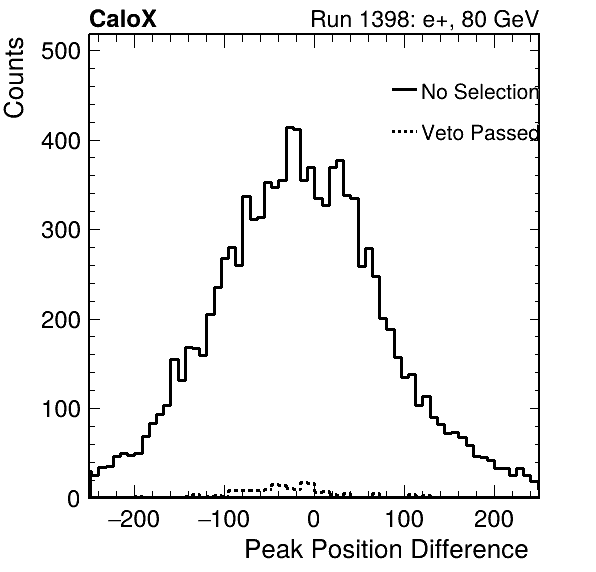 CaloX Run 1398: e+, 80 GeV
Counts
500
400
300
200
100
0
No Selection
Veto Passed
−200 −100 0 100 200
Peak Position Difference